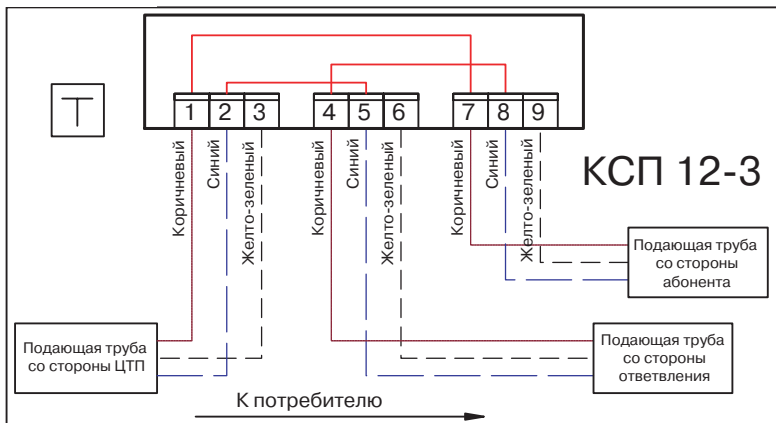 1 2 3 4 5 6 7 8 9
Т
КСП 12-3
Коричневый
Синий
Желто-зеленый
Коричневый
Синий
Желто-зеленый
Коричневый
Синий
Желто-зеленый
Подающая труба
со стороны
абонента
Подающая труба
со стороны ЦТП
Подающая труба
со стороны
ответвления
К потребителю